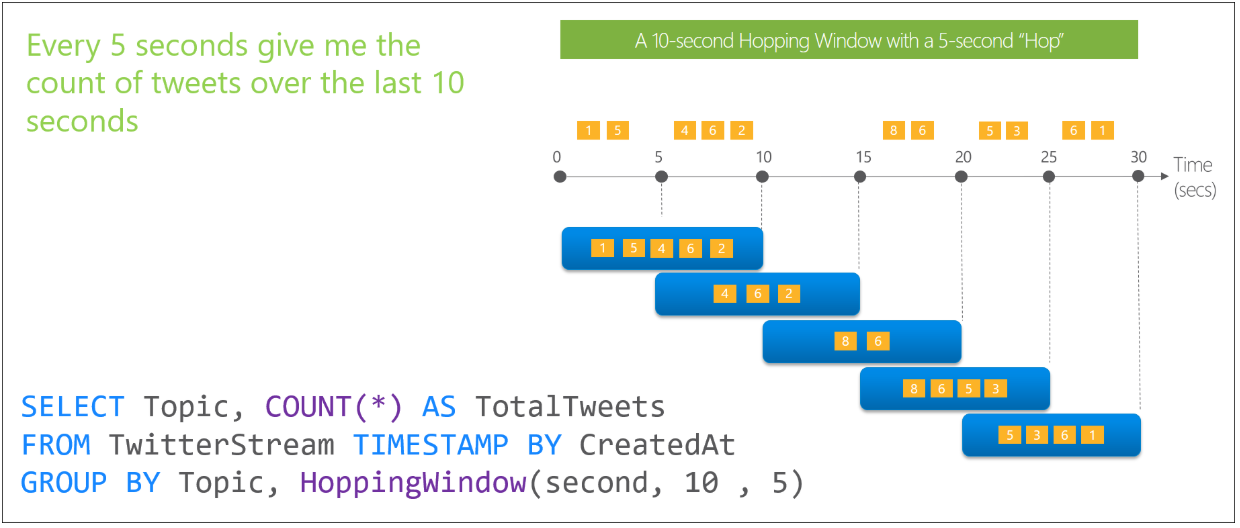 Every 5 seconds give me the
count of tweets over the last 10
seconds
A 10-second Hopping Window with a 5-second “Hop”
1 5 4 6 2 8 6 5 3 6 1
0 5 10 15 20 25 30
Time
(secs)
1 5 4 6 2
4 6 2
8 6
8 6 5 3
5 3 6 1
SELECT Topic, COUNT(*) AS TotalTweets
FROM TwitterStream TIMESTAMP BY CreatedAt
GROUP BY Topic, HoppingWindow(second, 10 , 5)